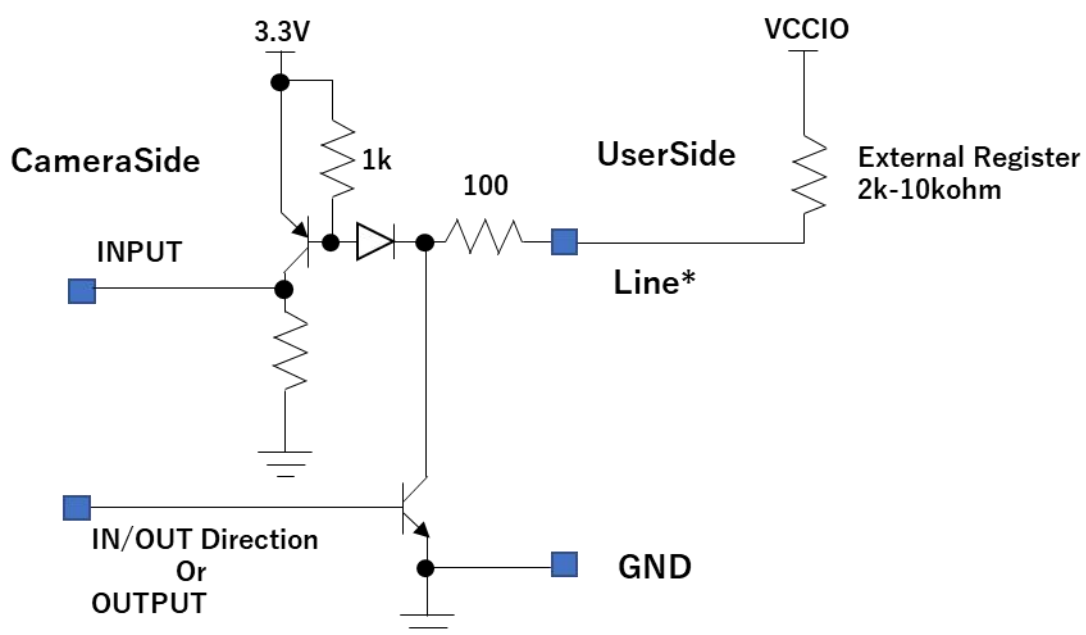 3.3V
VCCIO
CameraSide
1k
UserSide
External Register
2k-10kohm
100
INPUT
Line*
IN/OUT Direction
Or
OUTPUT
GND